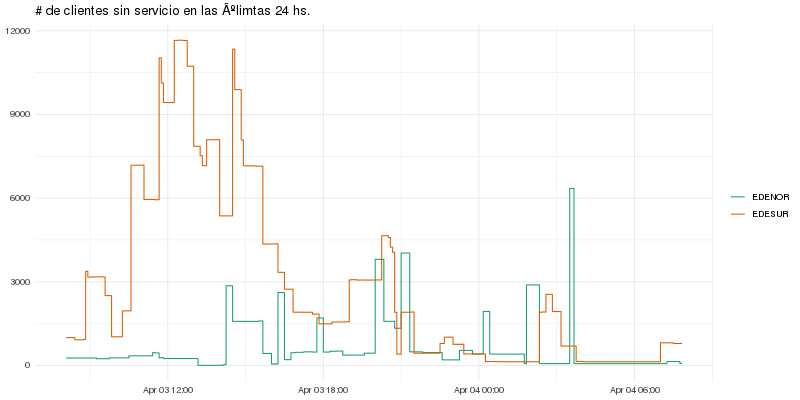 # de clientes sin servicio en las Ãºlimtas 24 hs.
12000
9000
6000
3000
0
Apr 03 12:00
Apr 03 18:00
Apr 04 00:00
Apr 04 06:00
EDENOR
EDESUR